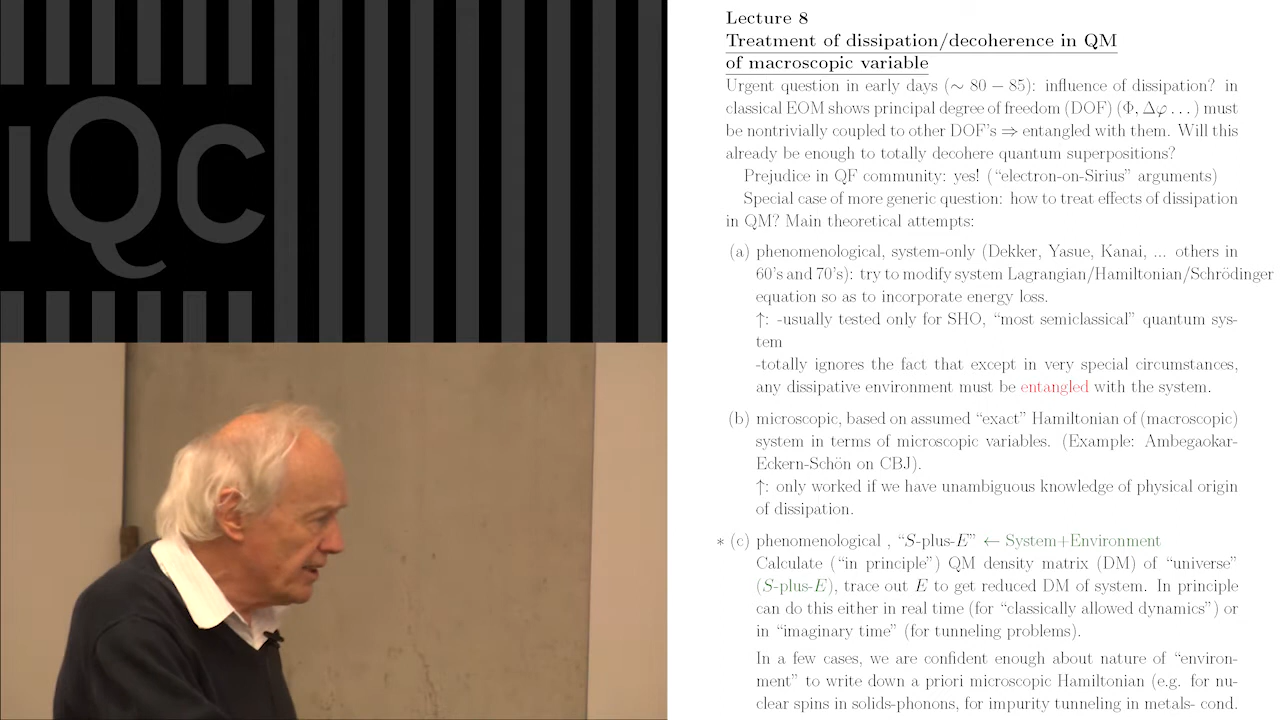 IQC
Lecture 8
Treatment of dissipation/decoherence in QM
of macroscopic variable
Urgent question in early days (∼ 80 − 85): influence of dissipation? in
classical EOM shows principal degree of freedom (DOF) (Φ, Δφ . . . ) must
be nontrivially coupled to other DOF's ⇒ entangled with them. Will this
already be enough to totally decohere quantum superpositions?
Prejudice in QF community: yes! ("electron-on-Sirius" arguments)
Special case of more generic question: how to treat effects of dissipation
in QM? Main theoretical attempts:
(a) phenomenological, system-only (Dekker, Yasue, Kanai, ... others in
60's and 70's): try to modify system Lagrangian/Hamiltonian/Schrödinger
equation so as to incorporate energy loss.
↑: -usually tested only for SHO, "most semiclassical" quantum sys-
tem
-totally ignores the fact that except in very special circumstances,
any dissipative environment must be entangled with the system.
(b) microscopic, based on assumed "exact" Hamiltonian of (macroscopic)
system in terms of microscopic variables. (Example: Ambegaokar-
Eckern-Schön on CBJ).
↑: only worked if we have unambiguous knowledge of physical origin
of dissipation.
∗ (c) phenomenological , "S-plus-E" ← System+Environment
Calculate ("in principle") QM density matrix (DM) of "universe"
(S-plus-E), trace out E to get reduced DM of system. In principle
can do this either in real time (for "classically allowed dynamics") or
in "imaginary time" (for tunneling problems).
In a few cases, we are confident enough about nature of "environ-
ment" to write down a priori microscopic Hamiltonian (e.g. for nu-
clear spins in solids-phonons, for impurity tunneling in metals- cond.